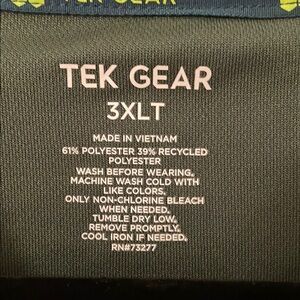 TEK GEAR
TEK GEAR
3XLT
MADE IN VIETNAM
61% POLYESTER 39% RECYCLED
POLYESTER
WASH BEFORE WEARING.
MACHINE WASH COLD WITH
LIKE COLORS.
ONLY NON-CHLORINE BLEACH
WHEN NEEDED.
TUMBLE DRY LOW.
REMOVE PROMPTLY.
COOL IRON IF NEEDED.
RN#73277